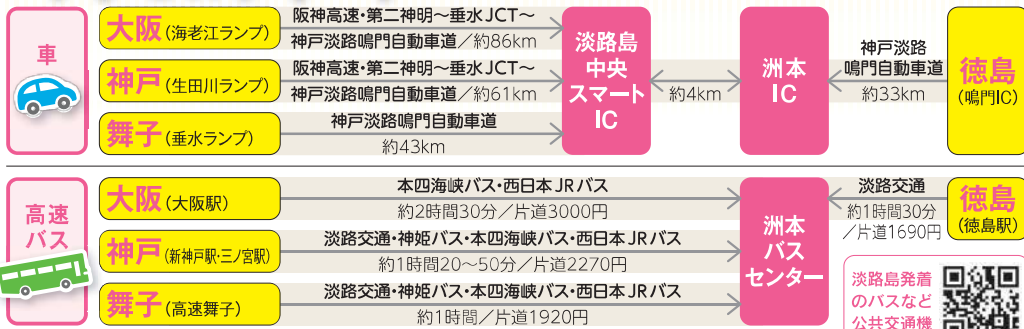 車
大阪(海老江ランプ)
阪神高速・第二神明〜垂水JCT〜
神戸淡路鳴門自動車道/約86km
神戸(生田川ランプ)
阪神高速・第二神明〜垂水JCT〜
神戸淡路鳴門自動車道/約61km
舞子(垂水ランプ)
神戸淡路鳴門自動車道
約43km
淡路島
中央
スマート
IC
約4km
洲本
IC
神戸淡路
鳴門自動車道
約33km
徳島
(鳴門IC)
高速
バス
大阪(大阪駅)
本四海峡バス・西日本JRバス
約2時間30分/片道3000円
神戸(新神戸駅・三ノ宮駅)
淡路交通・神姫バス・本四海峡バス・西日本JRバス
約1時間20〜50分/片道2270円
舞子(高速舞子)
淡路交通・神姫バス・本四海峡バス・西日本JRバス
約1時間/片道1920円
洲本
バス
センター
淡路交通
約1時間30分
/片道1690円
徳島
(徳島駅)
淡路島発着
のバスなど
公共交通機